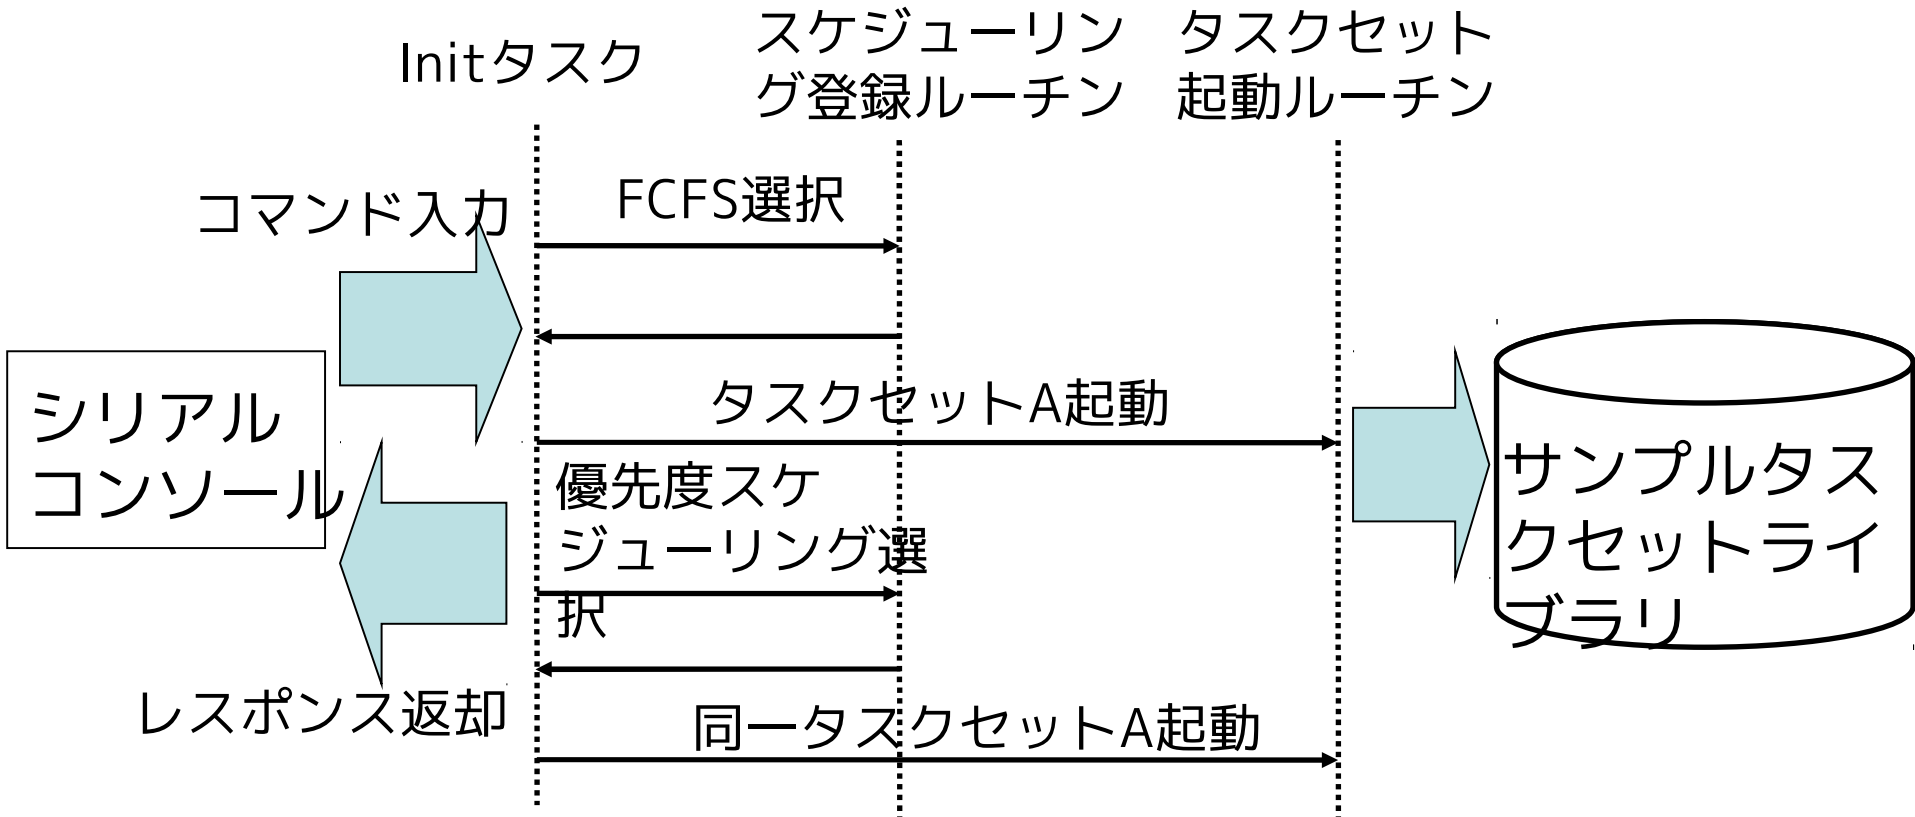 Initタスク
スケジューリン
グ登録ルーチン
タスクセット
起動ルーチン
コマンド入力
FCFS選択
シリアル
コンソール
タスクセットA起動
優先度スケ
ジューリング選
択
サンプルタス
クセットライ
ブラリ
レスポンス返却
同一タスクセットA起動